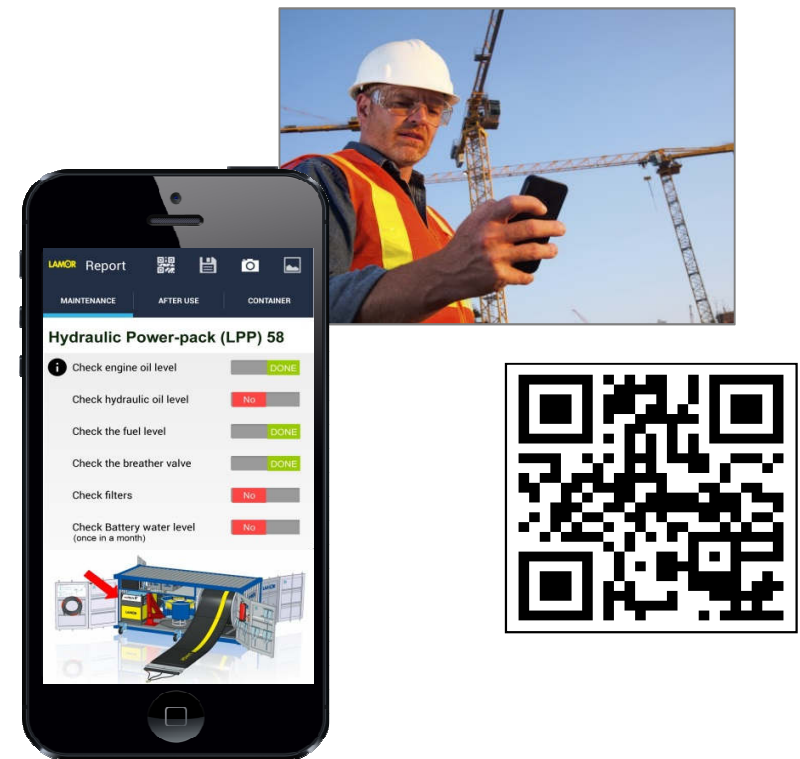 LAMOR Report
MAINTENANCE AFTER USE CONTAINER
Hydraulic Power-pack (LPP) 58
Check engine oil level DONE
Check hydraulic oil level No
Check the fuel level DONE
Check the breather valve DONE
Check filters No
Check Battery water level No
(once in a month)
LAMOR
LAMOR